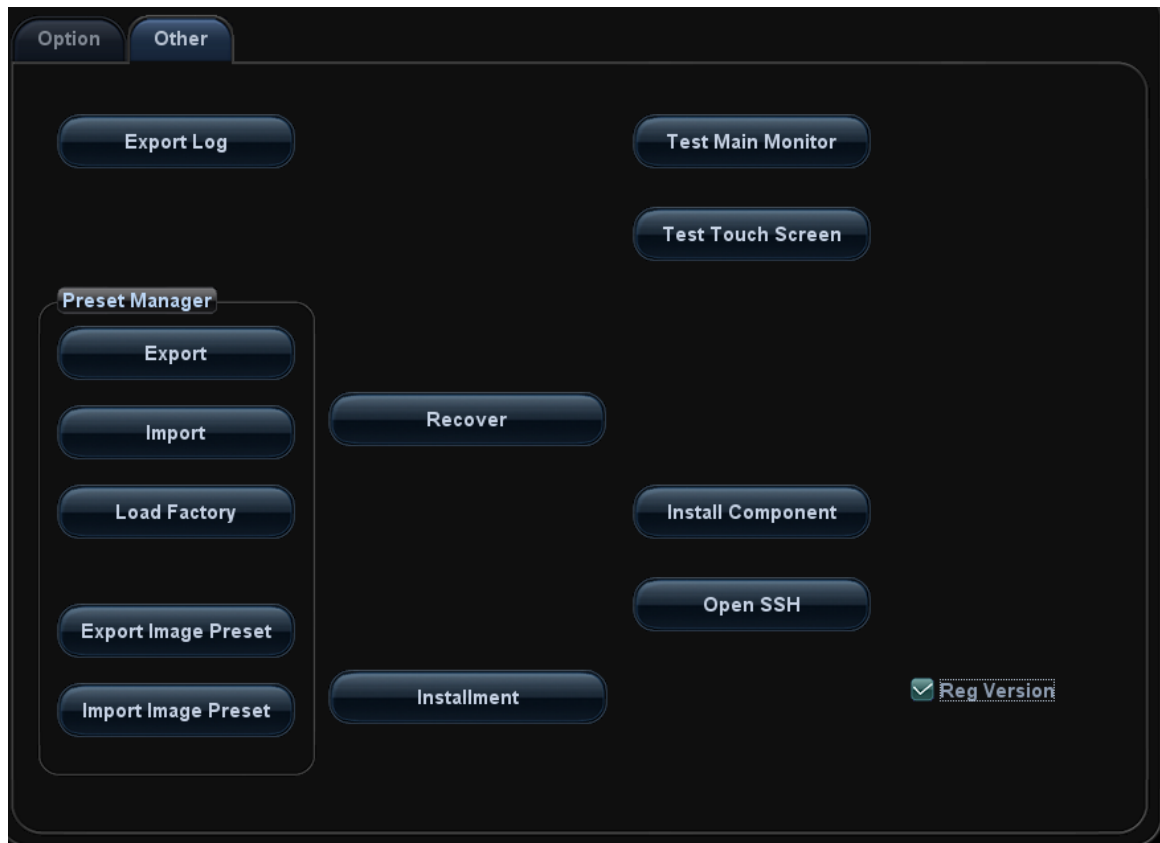 Option
Other
Export Log
Test Main Monitor
Test Touch Screen
Preset Manager
Export
Import
Recover
Load Factory
Install Component
Open SSH
Export Image Preset
Import Image Preset
Installment
Reg Version